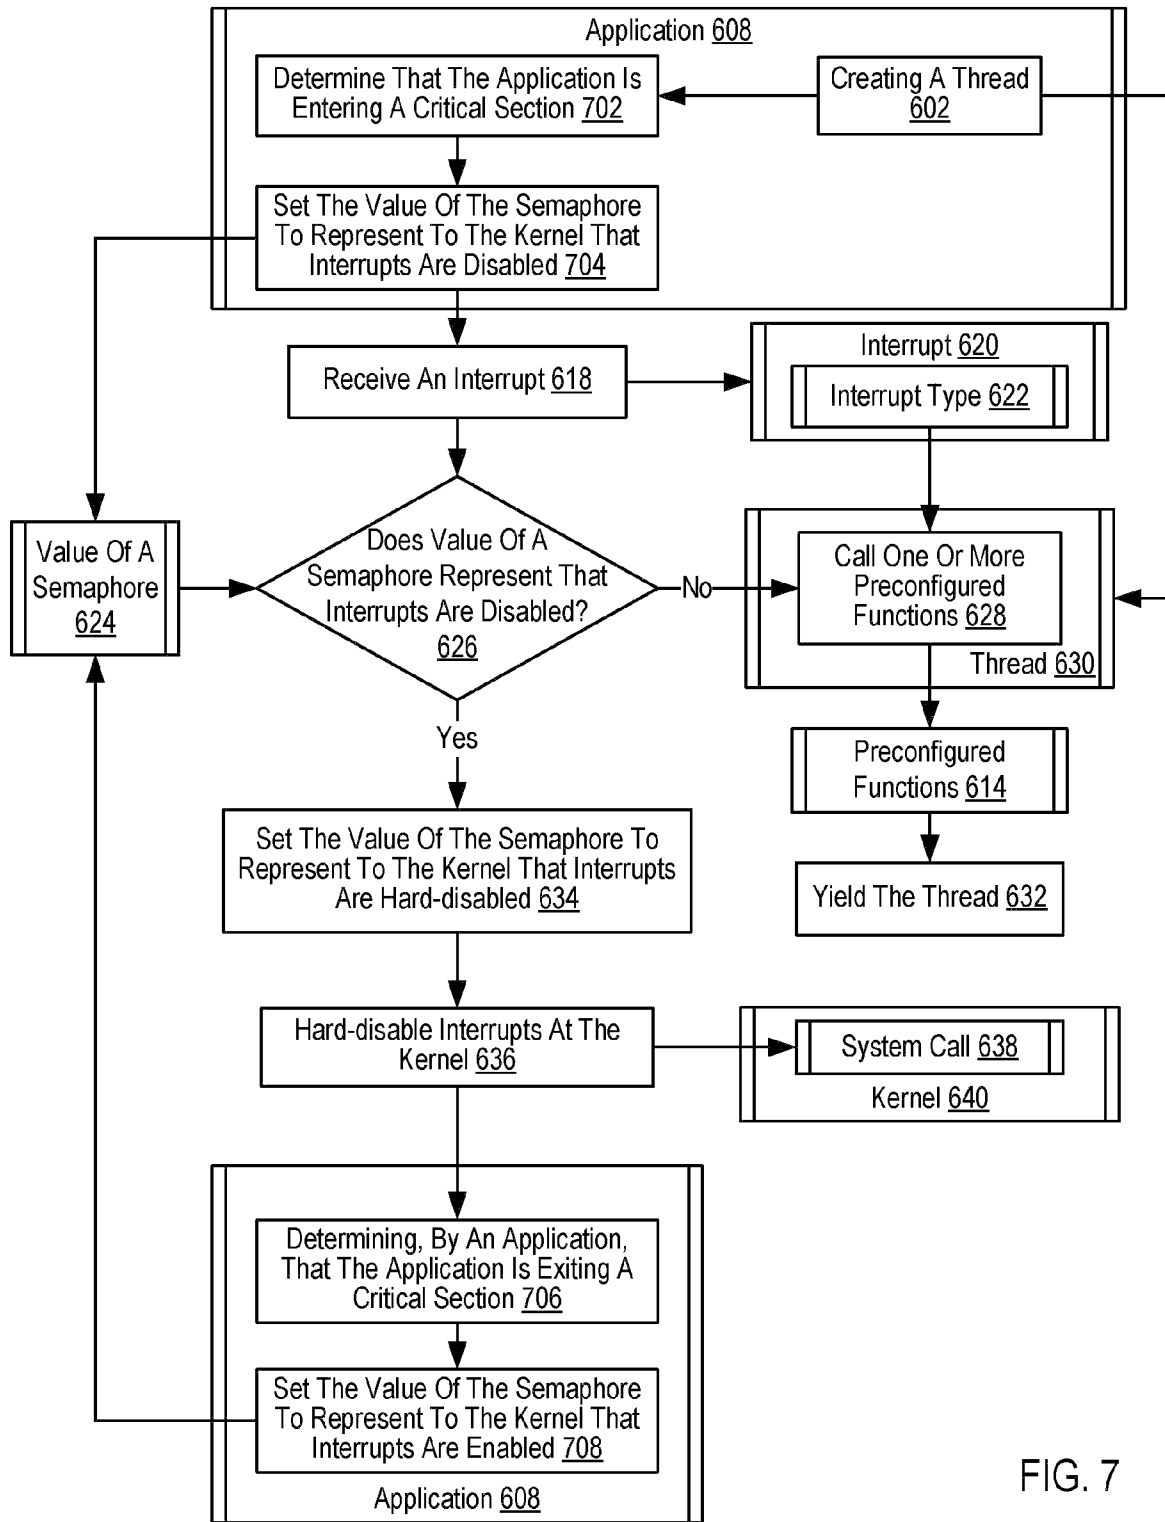 Application 608
Determine That The Application Is
Entering A Critical Section 702
Creating A Thread
602
Set The Value Of The Semaphore
To Represent To The Kernel That
Interrupts Are Disabled 704
Receive An Interrupt 618
Interrupt 620
Interrupt Type 622
Value Of A
Semaphore
624
Does Value Of A
Semaphore Represent That
Interrupts Are Disabled?
626
No
Call One Or More
Preconfigured
Functions 628
Thread 630
Yes
Preconfigured
Functions 614
Set The Value Of The Semaphore To
Represent To The Kernel That Interrupts
Are Hard-disabled 634
Yield The Thread 632
Hard-disable Interrupts At The
Kernel 636
System Call 638
Kernel 640
Determining, By An Application,
That The Application Is Exiting A
Critical Section 706
Set The Value Of The Semaphore
To Represent To The Kernel That
Interrupts Are Enabled 708
Application 608
FIG. 7